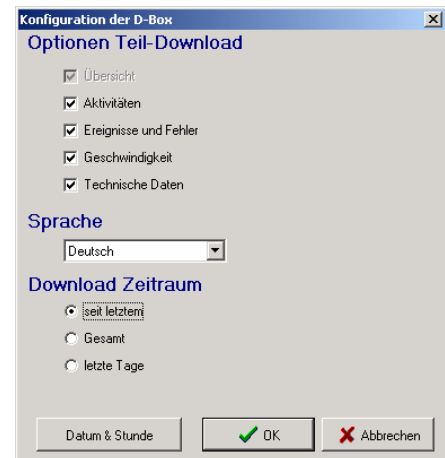 Konfiguration der D-Box
Optionen Teil-Download
Übersicht
Aktivitäten
Ereignisse und Fehler
Geschwindigkeit
Technische Daten
Sprache
Deutsch
Download Zeitraum
seit letztem
Gesamt
letzte Tage
Datum & Stunde
OK
Abbrechen